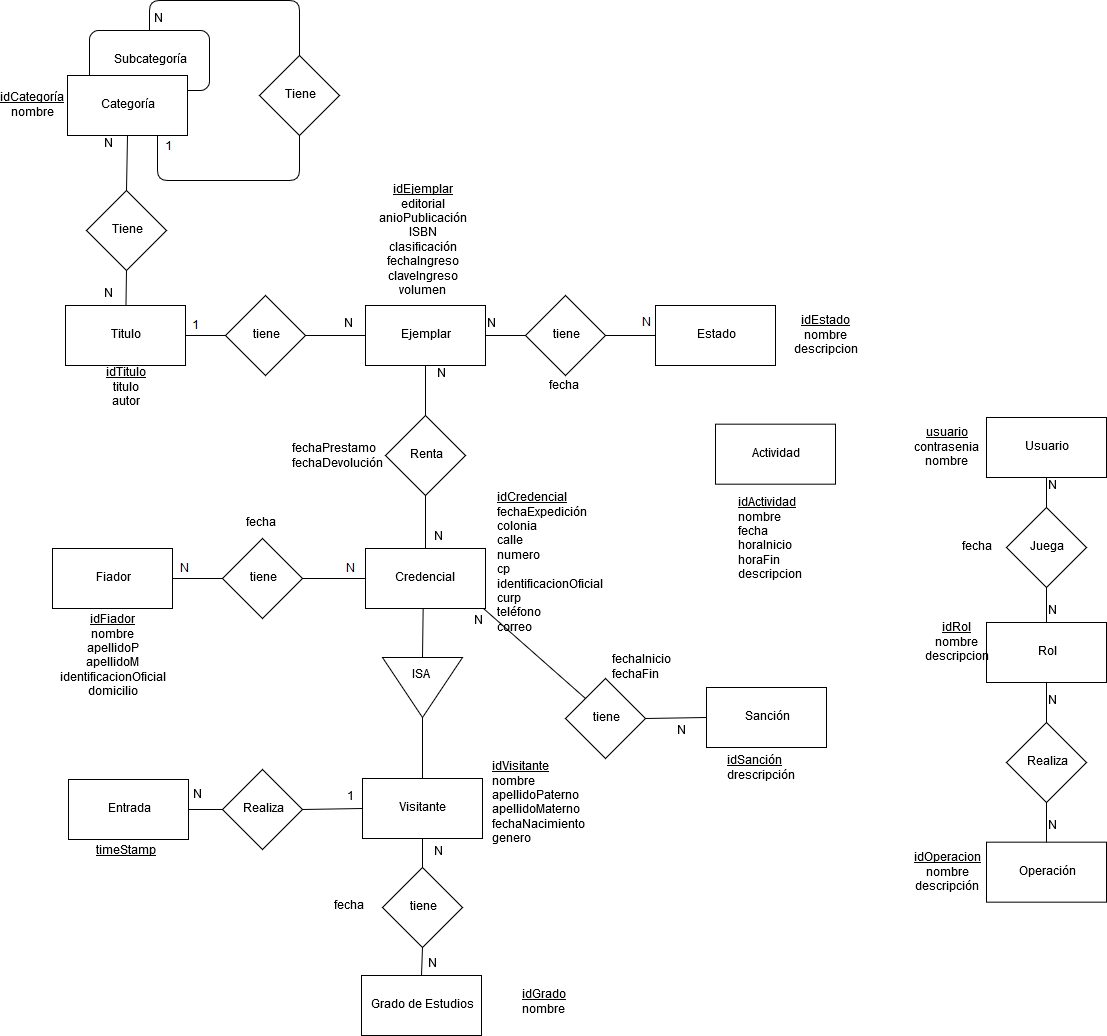 N
Subcategoría
Tiene
idCategoría
nombre
Categoría
N
1
Tiene
N
idEjemplar
editorial
anioPublicación
ISBN
clasificación
fechaIngreso
claveIngreso
volumen
Titulo
1
tiene
N
Ejemplar
N
tiene
N
Estado
idEstado
nombre
descripcion
idTitulo
titulo
autor
N
fecha
fechaPrestamo
fechaDevolución
Renta
N
Actividad
idActividad
nombre
fecha
horaInicio
horaFin
descripcion
usuario
contrasenia
nombre
Usuario
N
fecha
Juega
N
idCredencial
fechaExpedición
colonia
calle
numero
cp
identificacionOficial
curp
teléfono
correo
fecha
Fiador
N
tiene
N
Credencial
N
idFiador
nombre
apellidoP
apellidoM
identificacionOficial
domicilio
idRol
nombre
descripcion
Rol
N
ISA
fechaInicio
fechaFin
tiene
N
Sanción
idSanción
drescripción
Realiza
N
Entrada
N
Realiza
1
Visitante
idVisitante
nombre
apellidoPaterno
apellidoMaterno
fechaNacimiento
genero
timeStamp
N
idOperacion
nombre
descripción
Operación
fecha
tiene
N
Grado de Estudios
idGrado
nombre